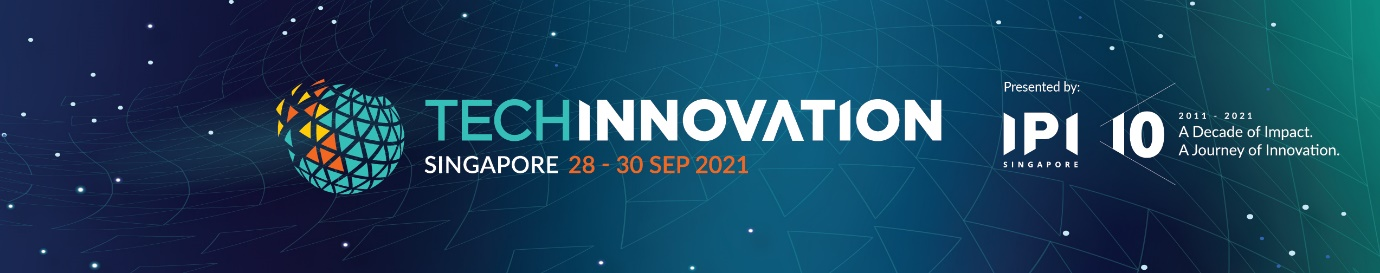 TECHINNOVATION
SINGAPORE 28 - 30 SEP 2021
Presented by:
IPI
SINGAPORE
10
2011 - 2021
A Decade of Impact.
A Journey of Innovation.